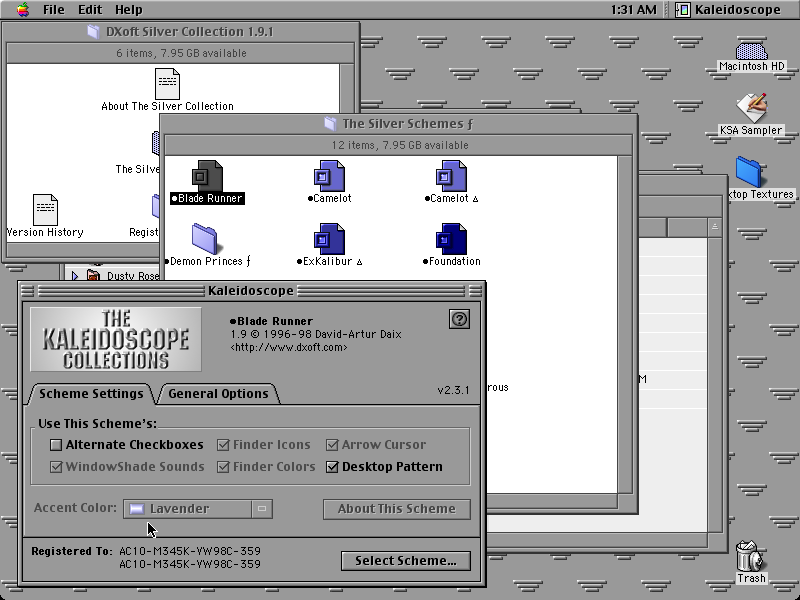 File Edit Help
1:31 AM Kaleidoscope
DXoft Silver Collection 1.9.1
6 items, 7.95 GB available
About The Silver Collection
The Silve
Version History
Regist
Dusty Rose
The Silver Schemes ƒ
12 items, 7.95 GB available
•Blade Runner
•Camelot
•Camelot ∆
•Demon Princes ƒ
•ExKalibur ∆
•Foundation
rous
M
Macintosh HD
KSA Sampler
ktop Textures
Trash
Kaleidoscope
THE
KALEIDOSCOPE
COLLECTIONS
•Blade Runner
1.9 © 1996-98 David-Artur Daix
<http://www.dxoft.com>
?
v2.3.1
Scheme Settings
General Options
Use This Scheme's:
Alternate Checkboxes
Finder Icons
Arrow Cursor
WindowShade Sounds
Finder Colors
Desktop Pattern
Accent Color: Lavender
About This Scheme
Registered To: AC10-M345K-VW98C-359
AC10-M345K-VW98C-359
Select Scheme...